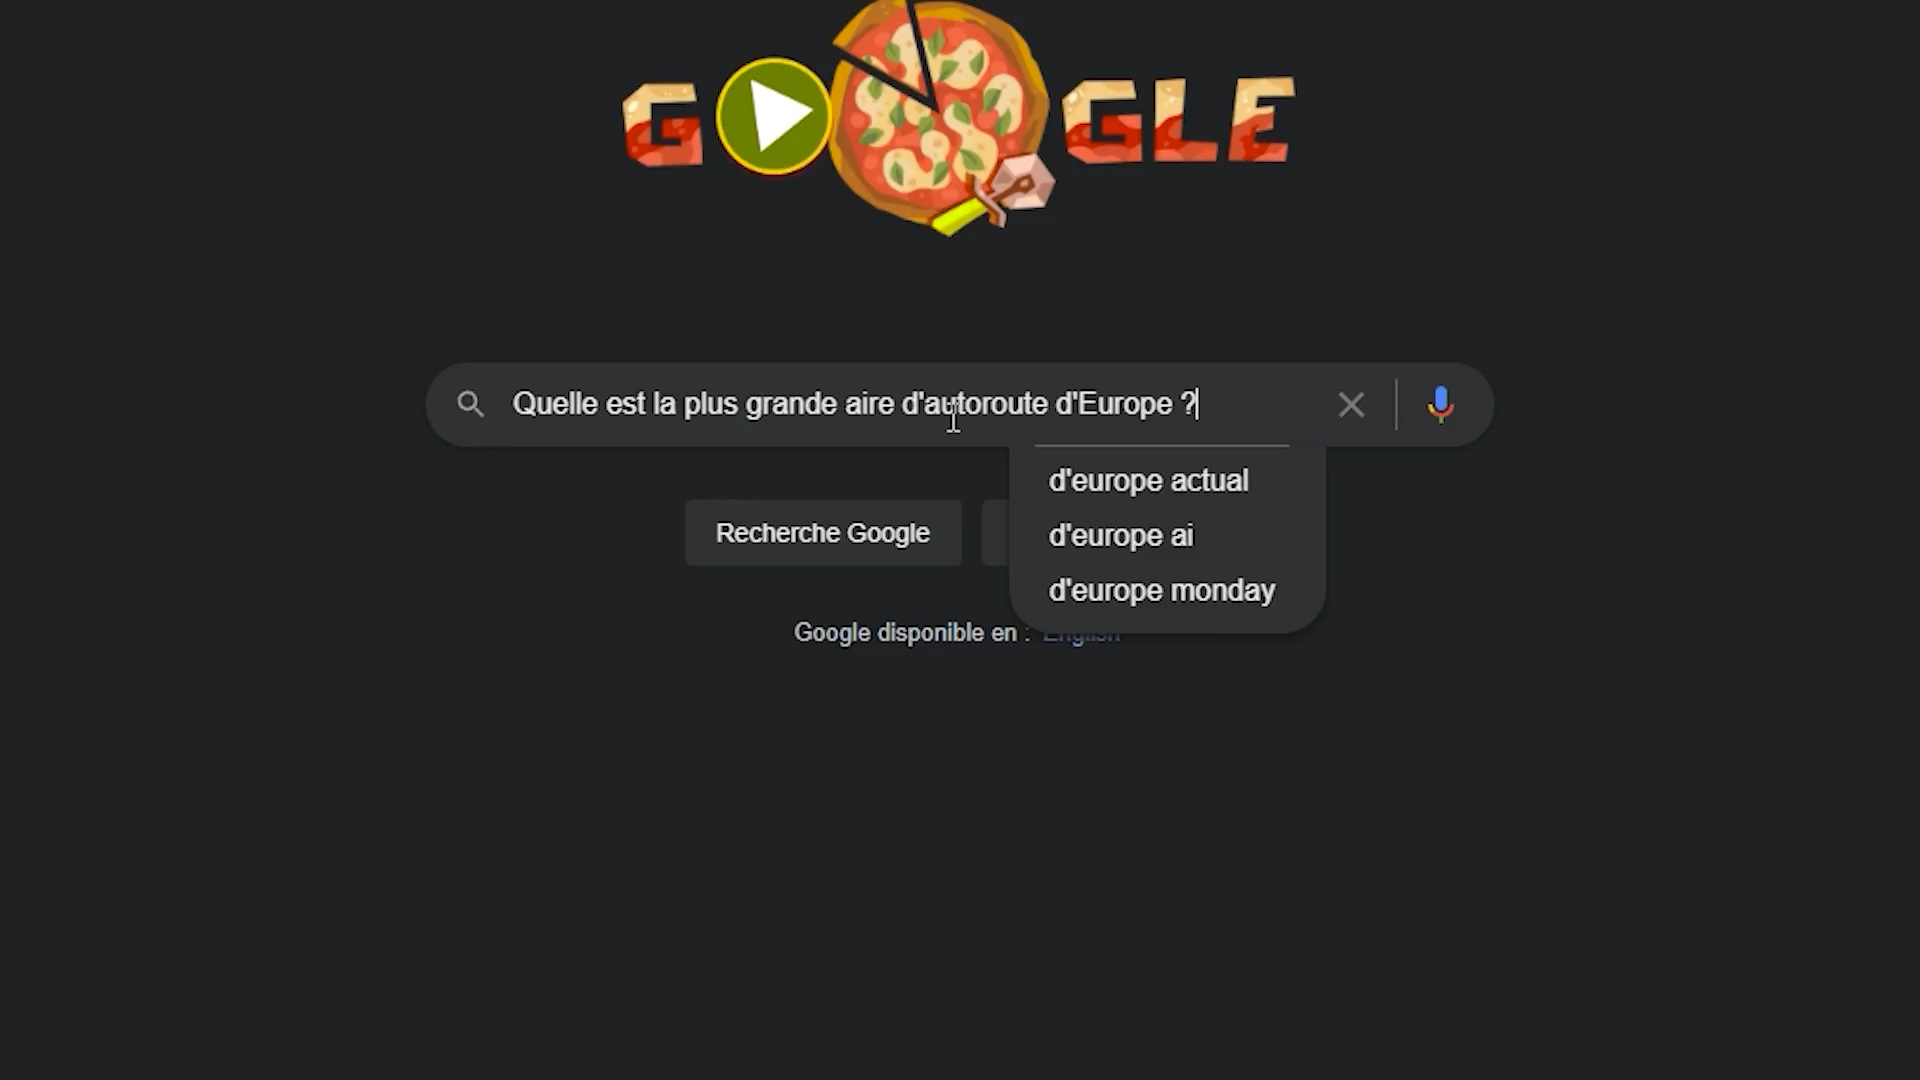 GOOGLE
Quelle est la plus grande aire d'autoroute d'Europe ?
d'europe actual
d'europe ai
d'europe monday
Recherche Google
Google disponible en : English